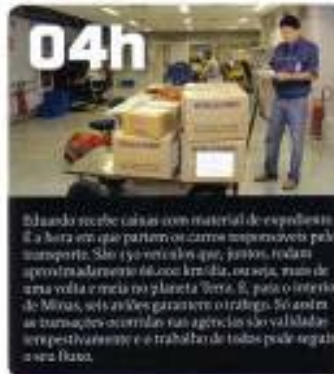 04h
Eduardo recebe caixas com material de expediente.
É a hora em que partem os carros responsáveis pelo
transporte. São 130 veículos que, juntos, rodam
aproximadamente 66.000 km/dia, ou seja, mais de
uma volta e meia no planeta Terra. E, para o interior
de Minas, seis aviões garantem o tráfego. Só assim
as transações ocorridas nas agências são validadas
tempestivamente e o trabalho de todos pode seguir
o seu fluxo.